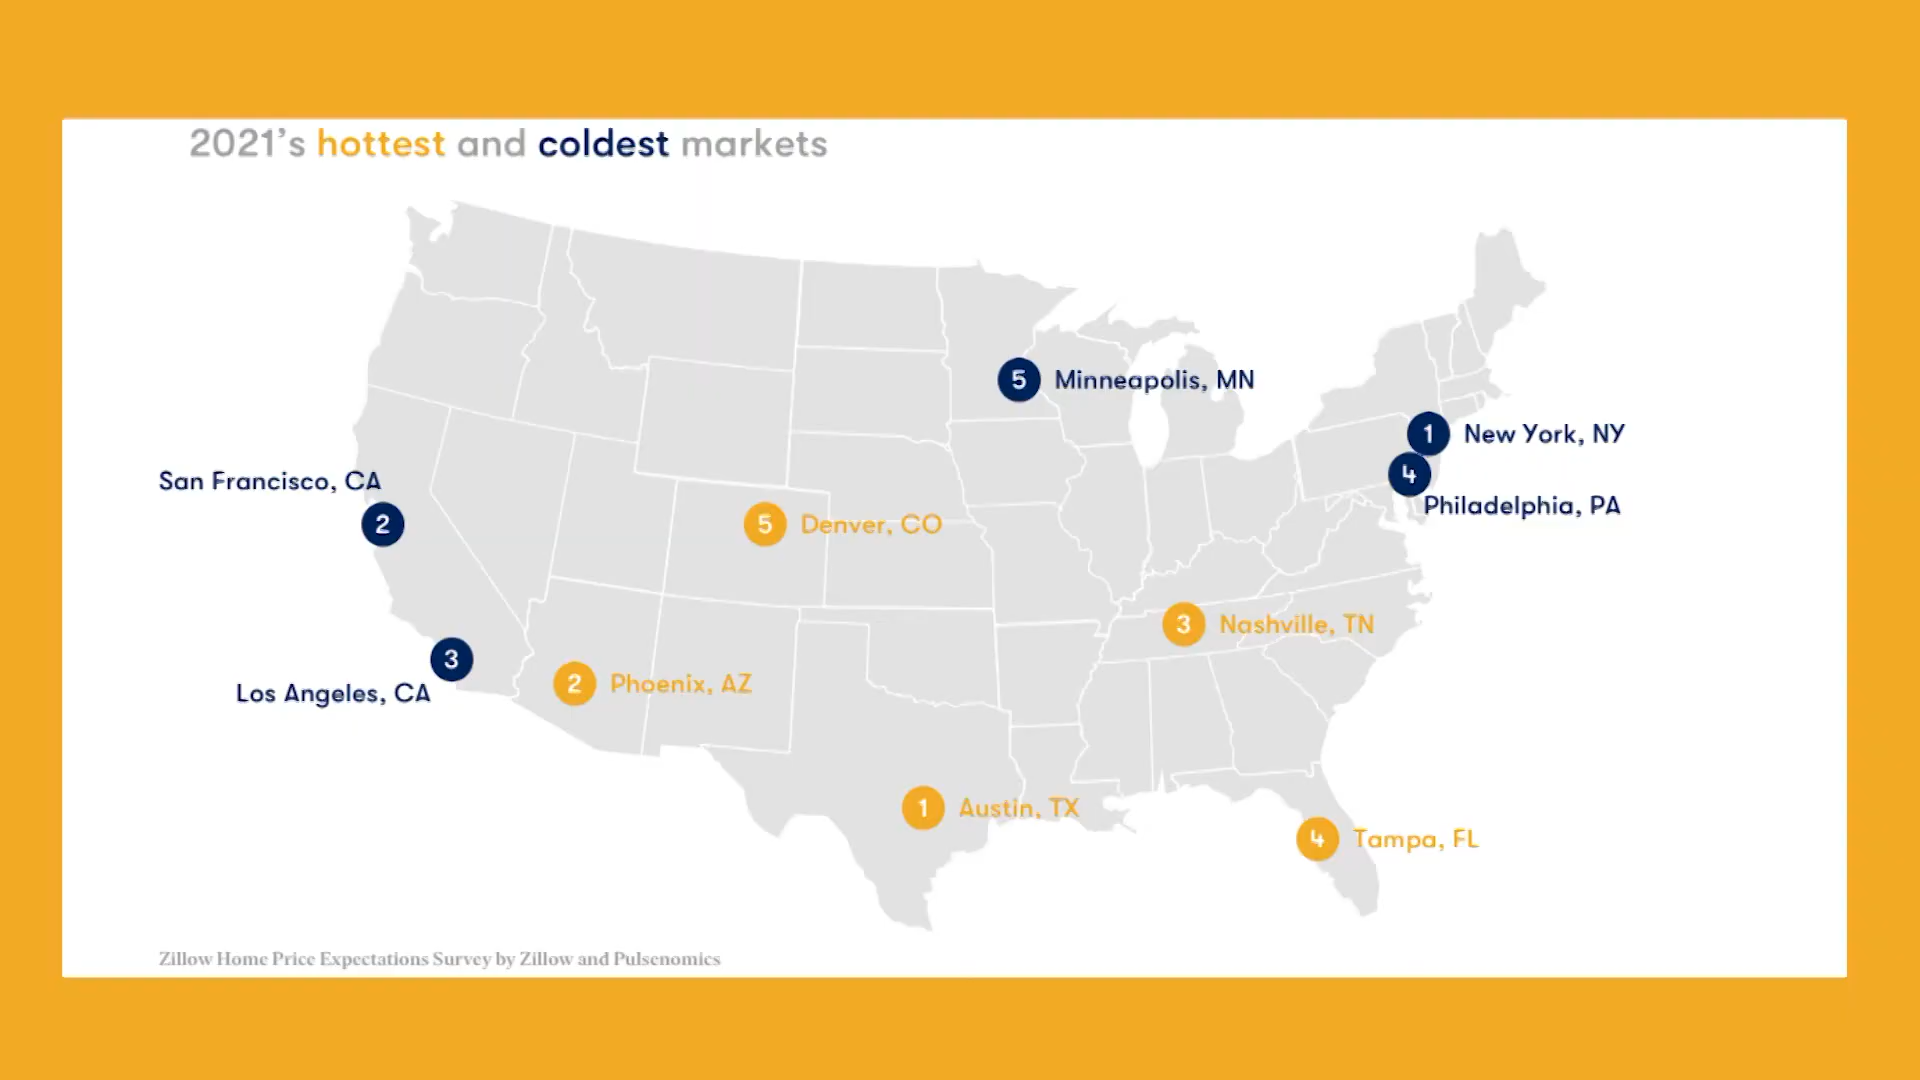 2021's hottest and coldest markets
5 Minneapolis, MN
1 New York, NY
4
Philadelphia, PA
San Francisco, CA
2
5 Denver, CO
3 Nashville, TN
3
Los Angeles, CA
2 Phoenix, AZ
1 Austin, TX
4 Tampa, FL
Zillow Home Price Expectations Survey by Zillow and Pulsenomics